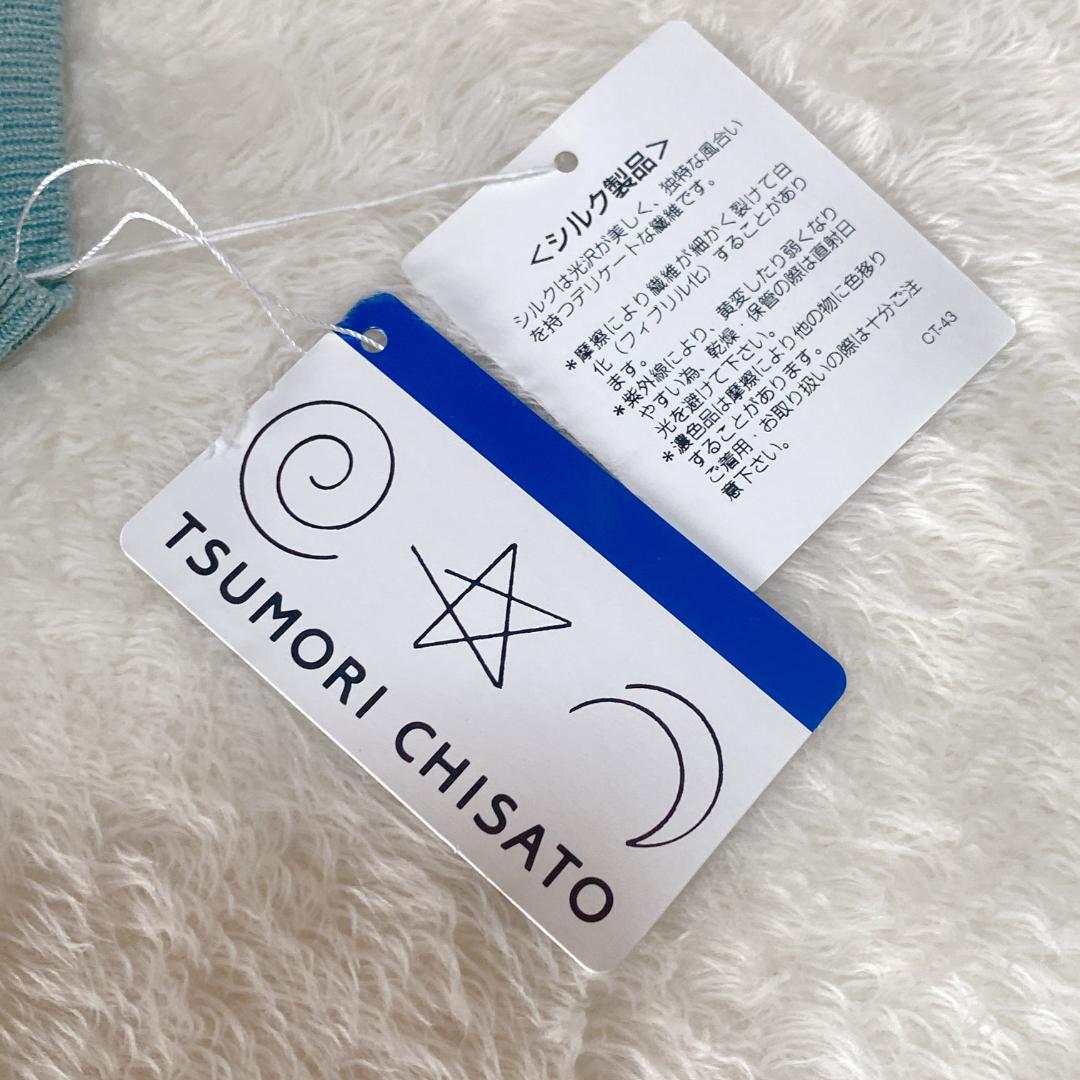 TSUMORI CHISATO
<シルク製品>
シルクは光沢が美しく、独特な風合い
を持つデリケートな繊維です。
*摩擦により繊維が細かく裂けて白
化（フィブリル化）することがあり
ます。
*紫外線により、黄変したり弱くなり
やすい為、乾燥・保管の際は直射日
光を避けて下さい。
*濃色品は摩擦により他の物に色移り
することがあります。
ご着用・お取り扱いの際は十分ご注
意下さい。
CT-43